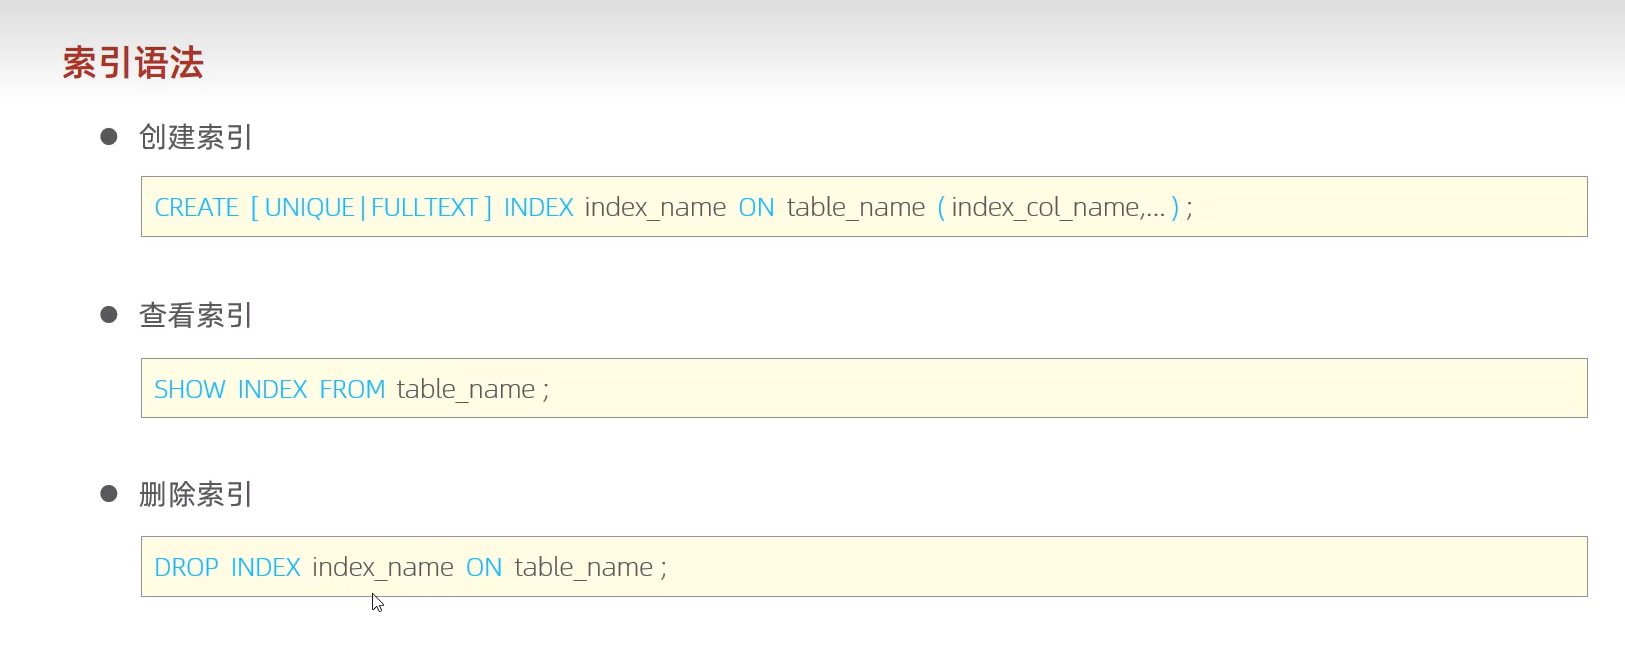 索引语法
创建索引
CREATE [ UNIQUE | FULLTEXT ] INDEX index_name ON table_name ( index_col_name,... ) ;
查看索引
SHOW INDEX FROM table_name ;
删除索引
DROP INDEX index_name ON table_name ;